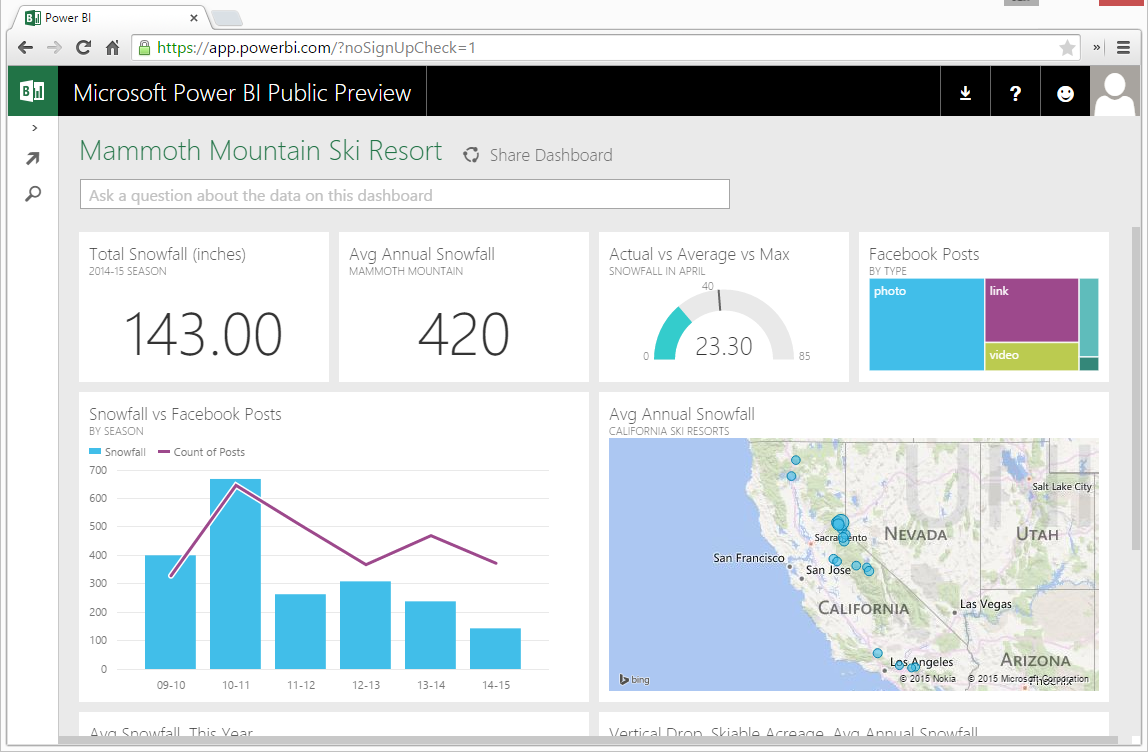 Power BI
https://app.powerbi.com/?noSignUpCheck=1
Microsoft Power BI Public Preview
?
Mammoth Mountain Ski Resort
Share Dashboard
Ask a question about the data on this dashboard
Total Snowfall (inches)
2014-15 SEASON
143.00
Avg Annual Snowfall
MAMMOTH MOUNTAIN
420
Actual vs Average vs Max
SNOWFALL IN APRIL
40
0
23.30
85
Facebook Posts
BY TYPE
photo
link
video
Snowfall vs Facebook Posts
BY SEASON
Snowfall
Count of Posts
700
600
500
400
300
200
100
0
09-10
10-11
11-12
12-13
13-14
14-15
Avg Annual Snowfall
CALIFORNIA SKI RESORTS
Salt Lake City
Sacramento
NEVADA
UTAH
San Francisco
San Jose
CALIFORNIA
Las Vegas
Los Angeles
ARIZONA
Phoenix
bing
© 2015 Nokia © 2015 Microsoft Corporation
Avg Snowfall, This Year
Vertical Drop, Skiable Acreage, Avg Annual Snowfall